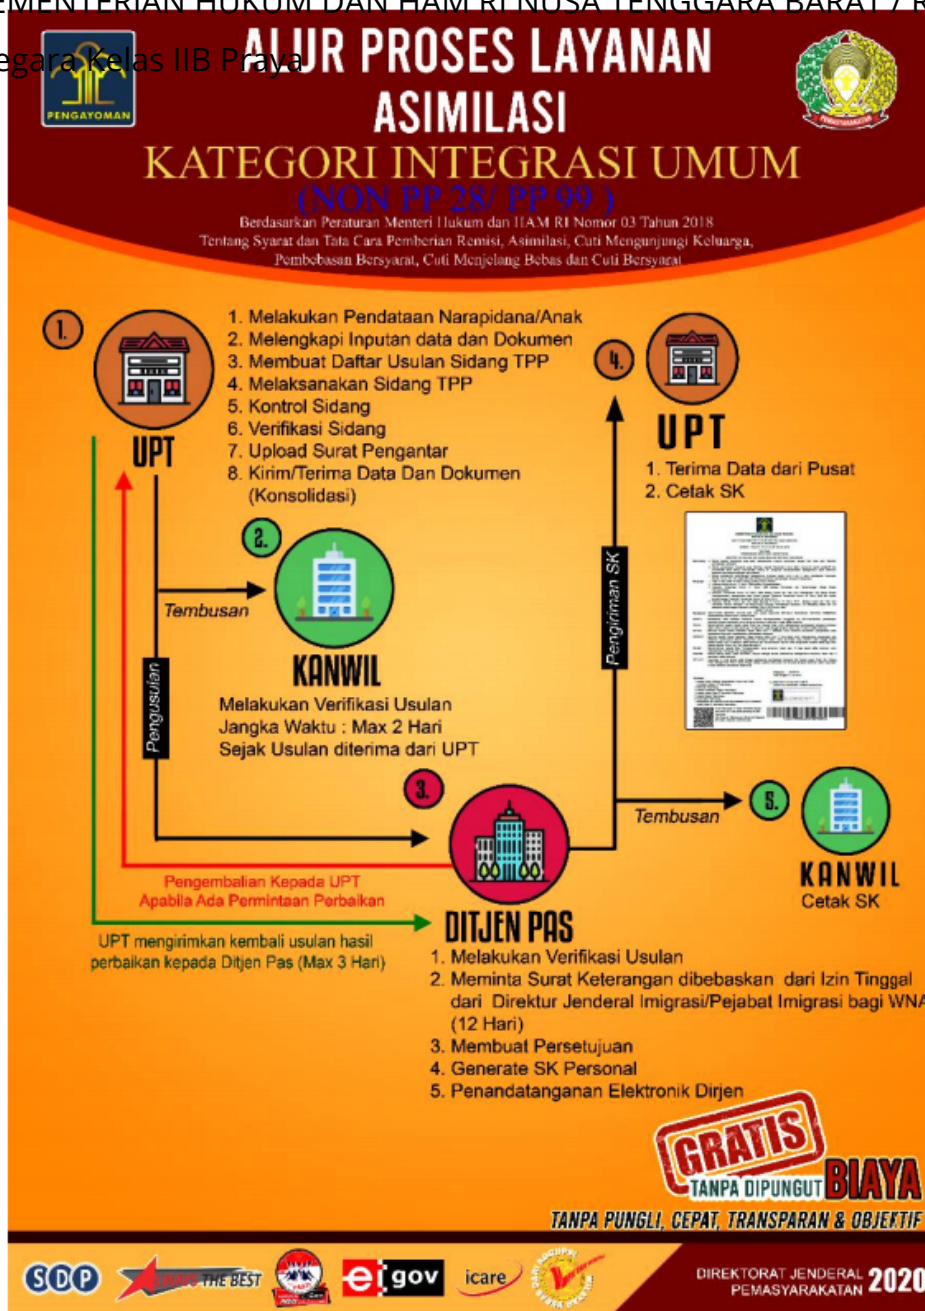 EMENTERIAN HUKUM DAN HAM RI NUSA TENGGARA BARAT / R
egara Kelas IIB Praya
PENGAYOMAN
ALUR PROSES LAYANAN
ASIMILASI
PEMASYARAKATAN
KATEGORI INTEGRASI UMUM
(NON PP 28/ PP 99 )
Berdasarkan Peraturan Menteri Hukum dan HAM RI Nomor 03 Tahun 2018
Tentang Syarat dan Tata Cara Pemberian Remisi, Asimilasi, Cuti Mengunjungi Keluarga,
Pembebasan Bersyarat, Cuti Menjelang Bebas dan Cuti Bersyarat
1.
UPT
1. Melakukan Pendataan Narapidana/Anak
2. Melengkapi Inputan data dan Dokumen
3. Membuat Daftar Usulan Sidang TPP
4. Melaksanakan Sidang TPP
5. Kontrol Sidang
6. Verifikasi Sidang
7. Upload Surat Pengantar
8. Kirim/Terima Data Dan Dokumen
(Konsolidasi)
4.
UPT
1. Terima Data dari Pusat
2. Cetak SK
2.
Tembusan
KANWIL
Melakukan Verifikasi Usulan
Jangka Waktu : Max 2 Hari
Sejak Usulan diterima dari UPT
Pengusulan
Pengiriman SK
3.
Tembusan
5.
KANWIL
Cetak SK
Pengembalian Kepada UPT
Apabila Ada Permintaan Perbaikan
UPT mengirimkan kembali usulan hasil
perbaikan kepada Ditjen Pas (Max 3 Hari)
DITJEN PAS
1. Melakukan Verifikasi Usulan
2. Meminta Surat Keterangan dibebaskan dari Izin Tinggal
dari Direktur Jenderal Imigrasi/Pejabat Imigrasi bagi WNA
(12 Hari)
3. Membuat Persetujuan
4. Generate SK Personal
5. Penandatanganan Elektronik Dirjen
GRATIS
TANPA DIPUNGUT BIAYA
TANPA PUNGLI, CEPAT, TRANSPARAN & OBJEKTIF
SDP
ALWAYS THE BEST
e gov
icare
DIREKTORAT JENDERAL
PEMASYARAKATAN 2020